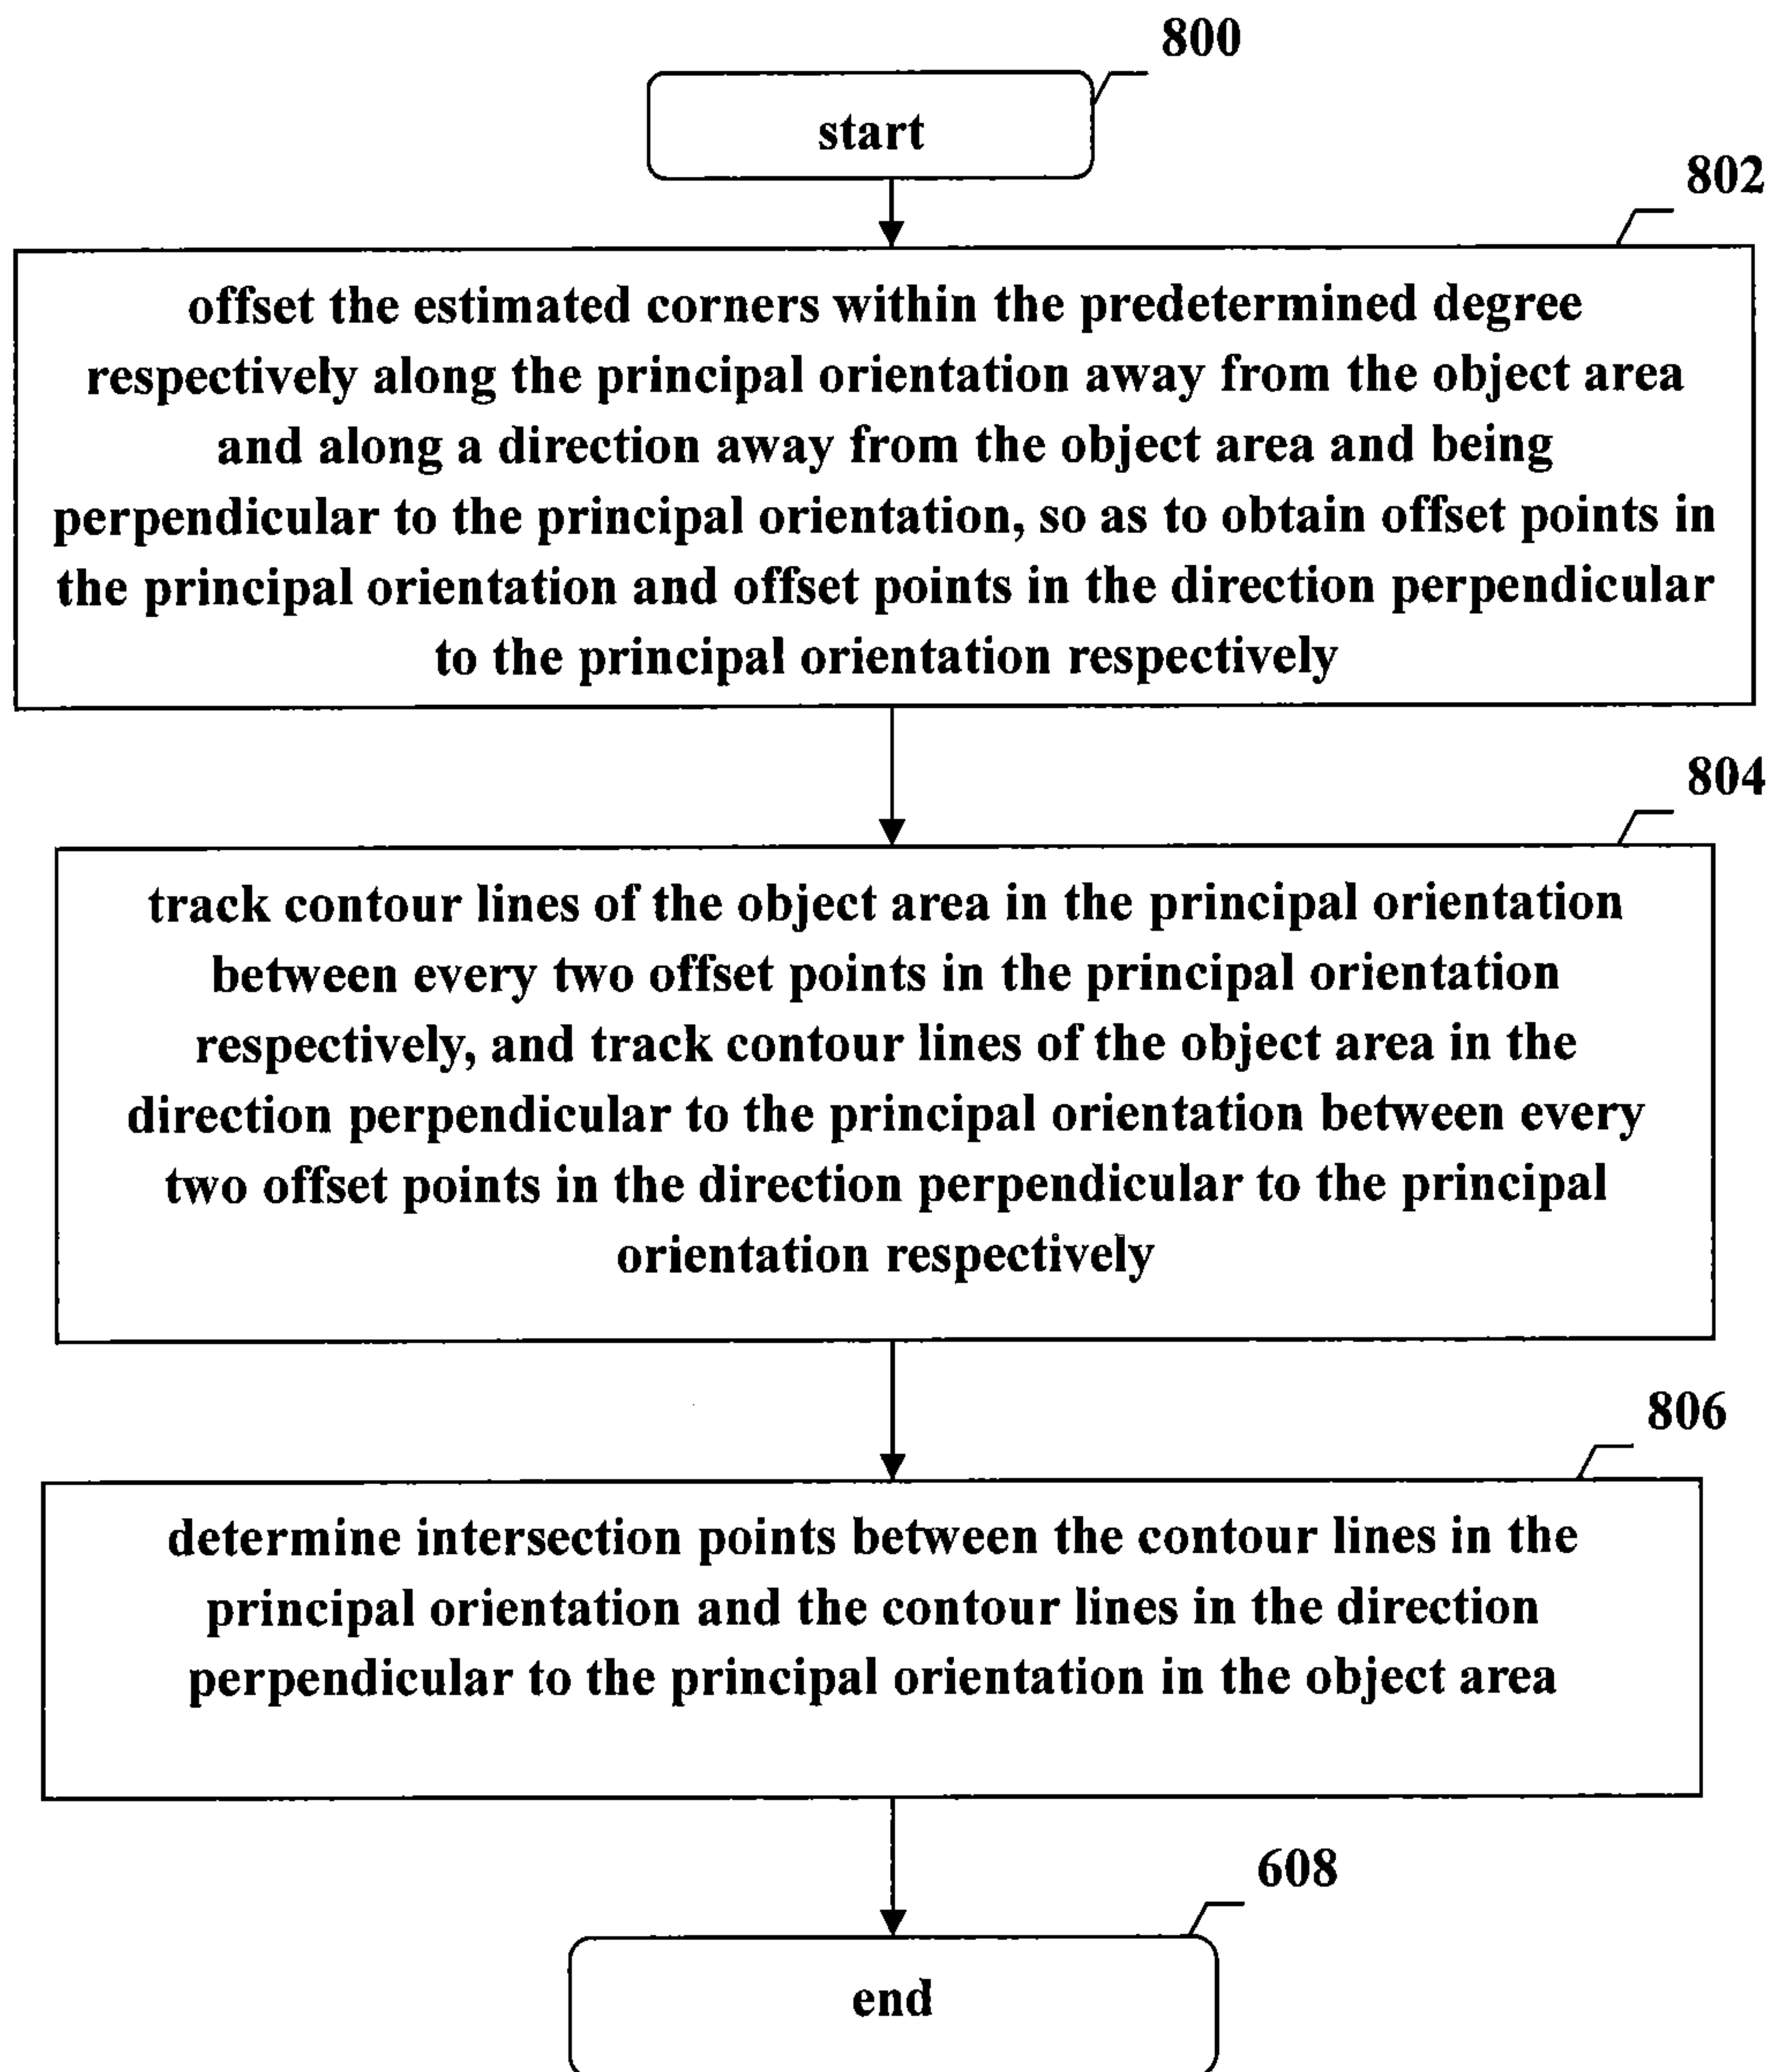 800
start
802
offset the estimated corners within the predetermined degree
respectively along the principal orientation away from the object area
and along a direction away from the object area and being
perpendicular to the principal orientation, so as to obtain offset points in
the principal orientation and offset points in the direction perpendicular
to the principal orientation respectively
804
track contour lines of the object area in the principal orientation
between every two offset points in the principal orientation
respectively, and track contour lines of the object area in the
direction perpendicular to the principal orientation between every
two offset points in the direction perpendicular to the principal
orientation respectively
806
determine intersection points between the contour lines in the
principal orientation and the contour lines in the direction
perpendicular to the principal orientation in the object area
608
end